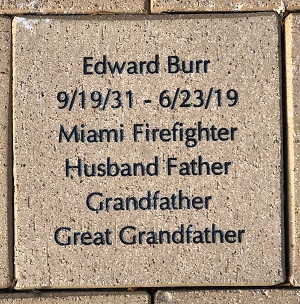 Edward Burr
9/19/31 - 6/23/19
Miami Firefighter
Husband Father
Grandfather
Great Grandfather